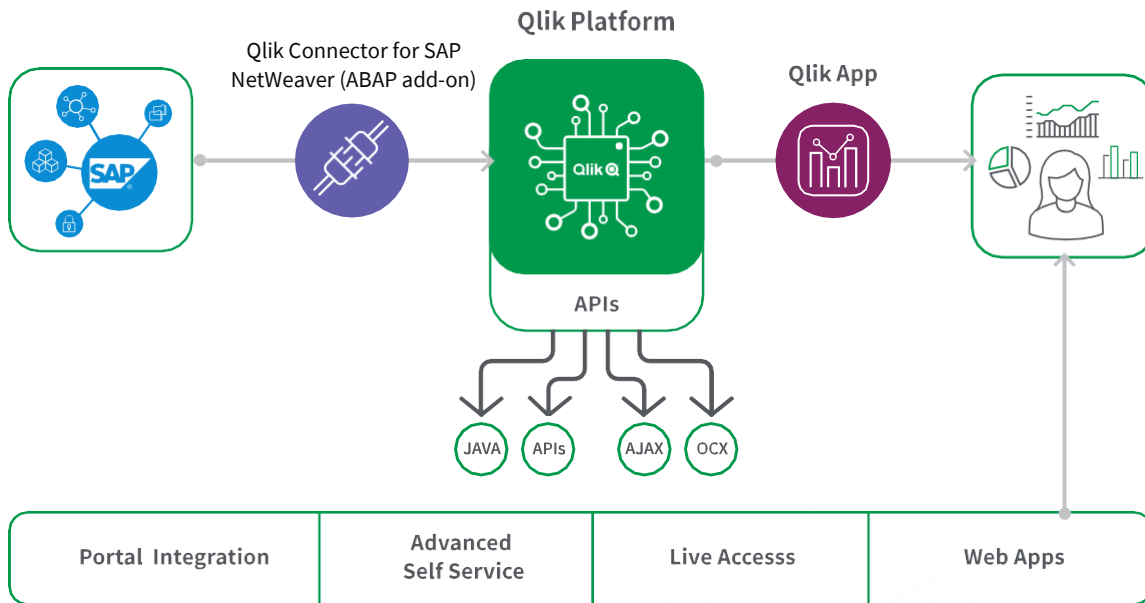 Qlik Platform
Qlik Connector for SAP
NetWeaver (ABAP add-on)
Qlik App
SAP
®
Qlik
APIs
JAVA
APIs
AJAX
OCX
Portal Integration
Advanced
Self Service
Live Accesss
Web Apps